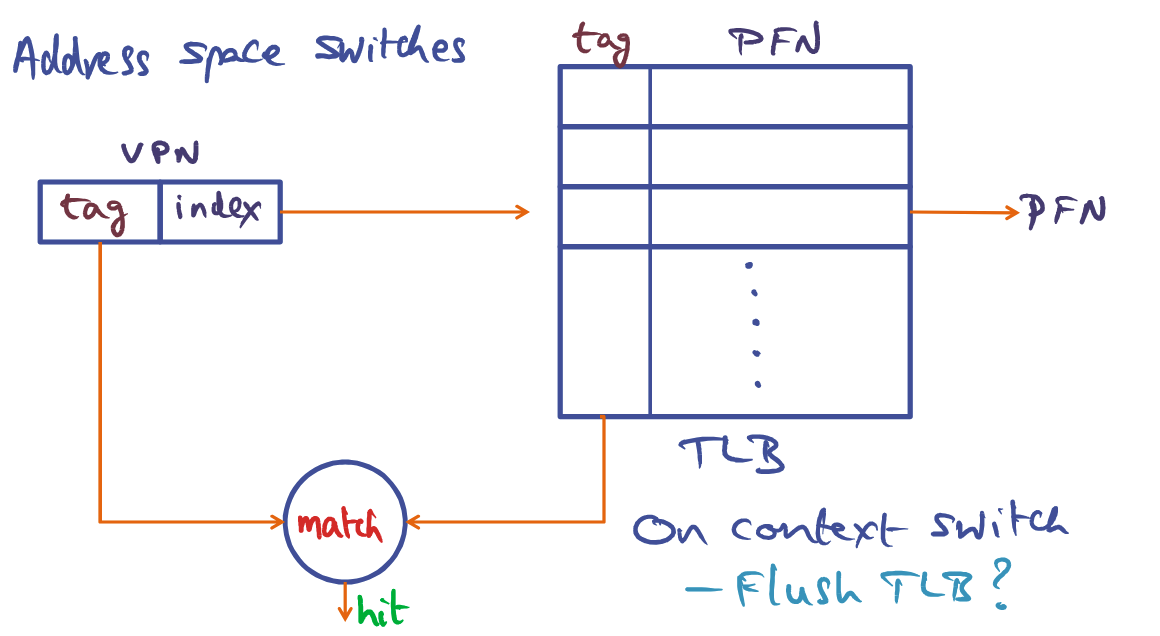 Address space switches
tag PFN
VPN
tag index
PFN
TLB
match
hit
On context switch
- Flush TLB?